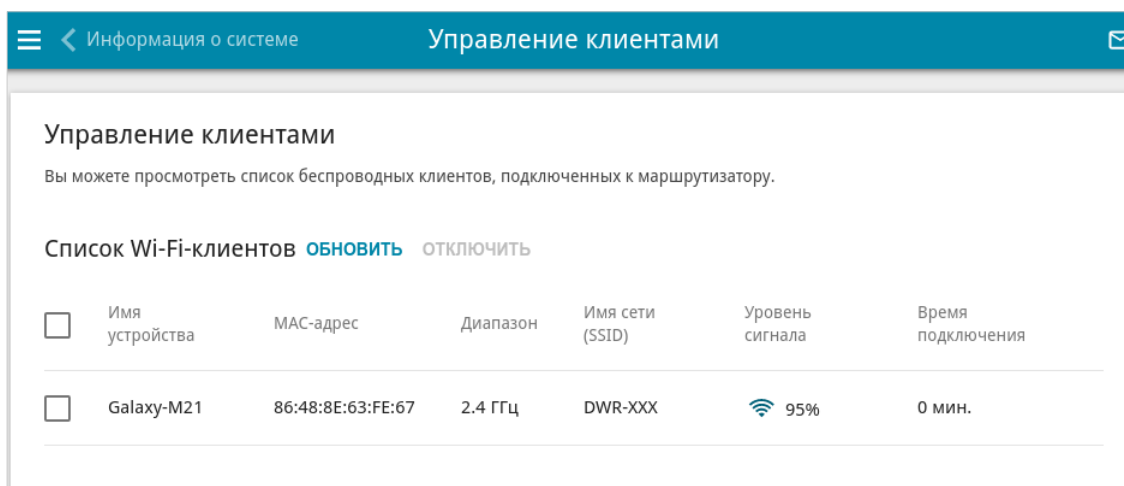 Информация о системе Управление клиентами
Управление клиентами
Вы можете просмотреть список беспроводных клиентов, подключенных к маршрутизатору.
Список Wi-Fi-клиентов ОБНОВИТЬ ОТКЛЮЧИТЬ
Имя устройства MAC-адрес Диапазон Имя сети (SSID) Уровень сигнала Время подключения
Galaxy-M21 86:48:8E:63:FE:67 2.4 ГГц DWR-XXX 95% 0 мин.